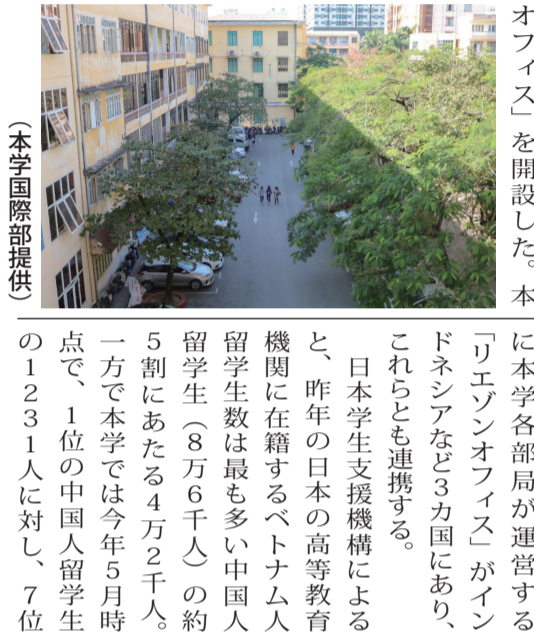 オフィス」を開設した。本
（本学国際部提供）
に本学各部局が運営する
「リエゾンオフィス」がイン
ドネシアなど3カ国にあり、
これらとも連携する。
日本学生支援機構による
と、昨年の日本の高等教育
機関に在籍するベトナム人
留学生数は最も多い中国人
留学生（8万6千人）の約
5割にあたる4万2千人。
一方で本学では今年5月時
点で、1位の中国人留学生
の1231人に対し、7位